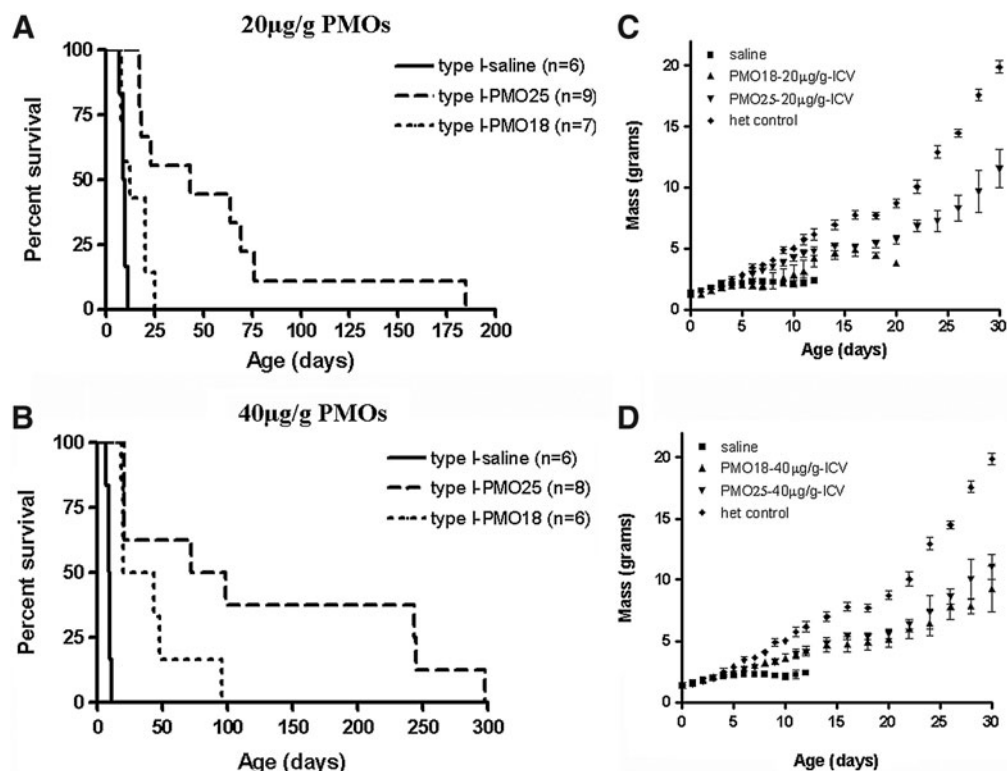 A
20µg/g PMOs
Percent survival
100
75
50
25
0
type I-saline (n=6)
type I-PMO25 (n=9)
type I-PMO18 (n=7)
0 25 50 75 100 125 150 175 200
Age (days)
C
Mass (grams)
20
15
10
5
0
saline
PMO18-20µg/g-ICV
PMO25-20µg/g-ICV
het control
0 5 10 15 20 25 30
Age (days)
B
40µg/g PMOs
Percent survival
100
75
50
25
0
type I-saline (n=6)
type I-PMO25 (n=8)
type I-PMO18 (n=6)
0 50 100 150 200 250 300
Age (days)
D
Mass (grams)
20
15
10
5
0
saline
PMO18-40µg/g-ICV
PMO25-40µg/g-ICV
het control
0 5 10 15 20 25 30
Age (days)